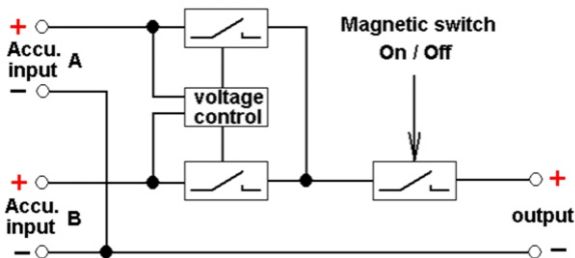 +
Accu.
input A
−
voltage
control
Magnetic switch
On / Off
+
Accu.
input B
−
+
output
−